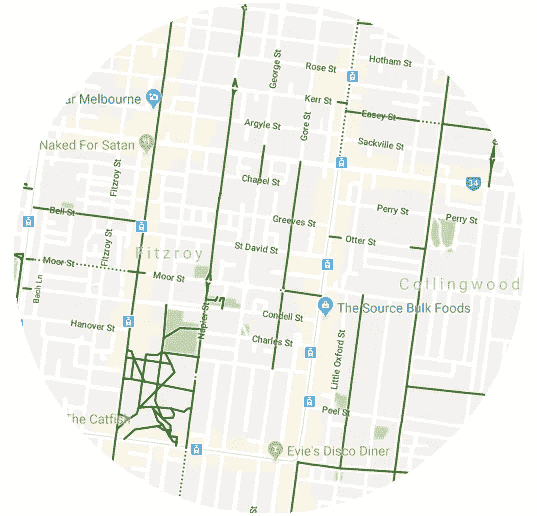 Hotham St
Rose St
George St
ur Melbourne
Kerr St
Easey St
Argyle St
Gore St
Naked For Satan
Sackville St
Fitzroy St
Chapel St
34
Bell St
Perry St
Perry St
Greeves St
Fitzroy St
Otter St
St David St
Fitzroy
Moor St
Moor St
Collingwood
Bach Ln
The Source Bulk Foods
Napier St
Condell St
Hanover St
Charles St
Little Oxford St
Peel St
The Catfish
Evie's Disco Diner
St